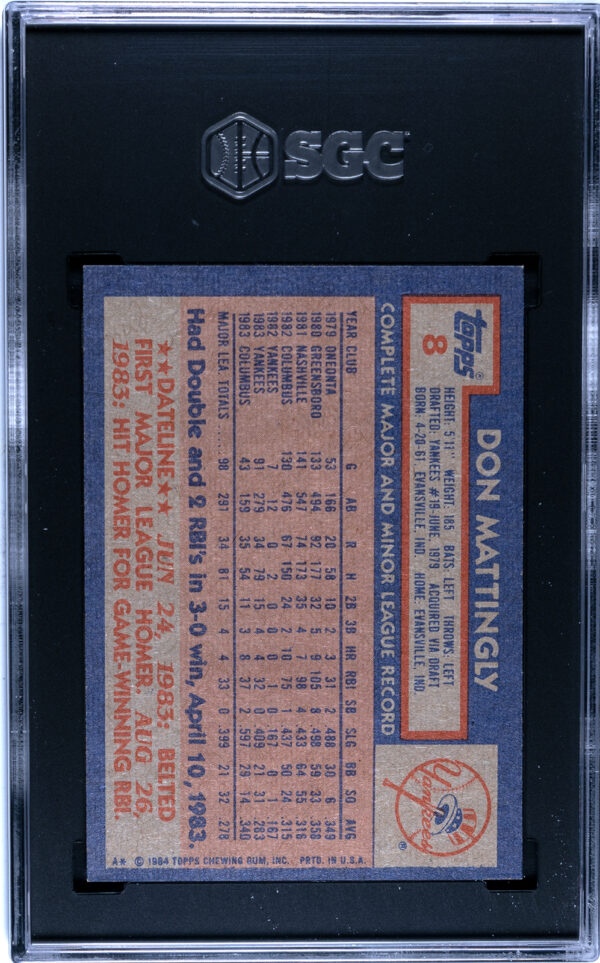 SGC
topps®
8
DON MATTINGLY
HEIGHT: 5'11" WEIGHT: 185 BATS: LEFT THROWS: LEFT
DRAFTED: YANKEES #19-JUNE, 1979 ACQUIRED: VIA DRAFT
BORN: 4-20-61, EVANSVILLE, IND. HOME: EVANSVILLE, IND.
Yankees ®
COMPLETE MAJOR AND MINOR LEAGUE RECORD
YEAR CLUB G AB R H 2B 3B HR RBI SB SLG BB SO AVG
1979 ONEONTA 53 166 20 58 10 2 3 31 2 .488 30 6 .349
1980 GREENSBORO 133 494 92 177 32 5 9 105 8 .498 59 33 .358
1981 NASHVILLE 141 547 74 173 35 4 7 98 4 .433 64 55 .316
1982 COLUMBUS 130 476 67 150 24 2 10 75 1 .437 50 24 .315
1982 YANKEES 7 12 0 2 0 0 0 1 0 .167 0 1 .167
1983 YANKEES 91 279 34 79 15 4 4 32 0 .409 21 31 .283
1983 COLUMBUS 43 159 35 54 11 3 8 37 2 .597 29 14 .340
MAJOR LEA. TOTALS ..... 98 291 34 81 15 4 4 33 0 .399 21 32 .278
Had Double and 2 RBI's in 3-0 win, April 10, 1983.
★★DATELINE★★ JUN 24, 1983: BELTED
FIRST MAJOR LEAGUE HOMER. AUG 26,
1983: HIT HOMER FOR GAME-WINNING RBI.
A* © 1984 TOPPS CHEWING GUM, INC. PRTD. IN U.S.A.